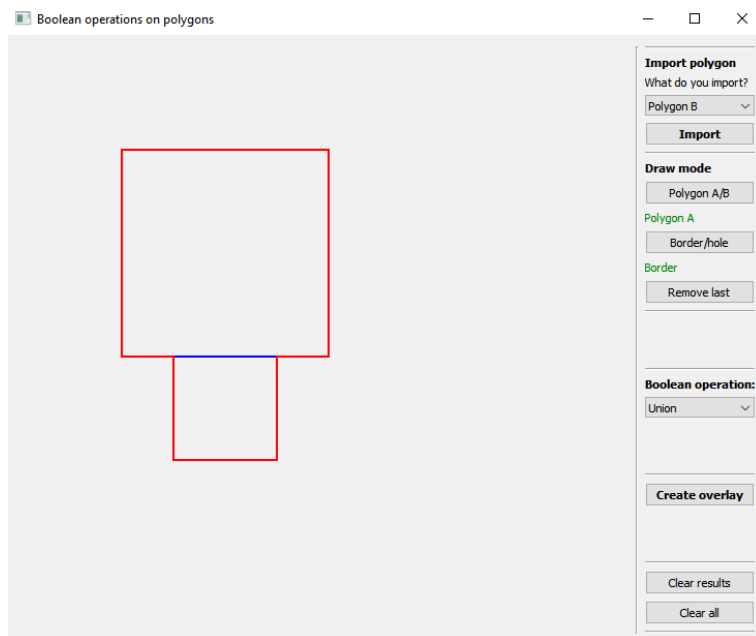 Boolean operations on polygons
Import polygon
What do you import?
Polygon B
Import
Draw mode
Polygon A/B
Polygon A
Border/hole
Border
Remove last
Boolean operation:
Union
Create overlay
Clear results
Clear all